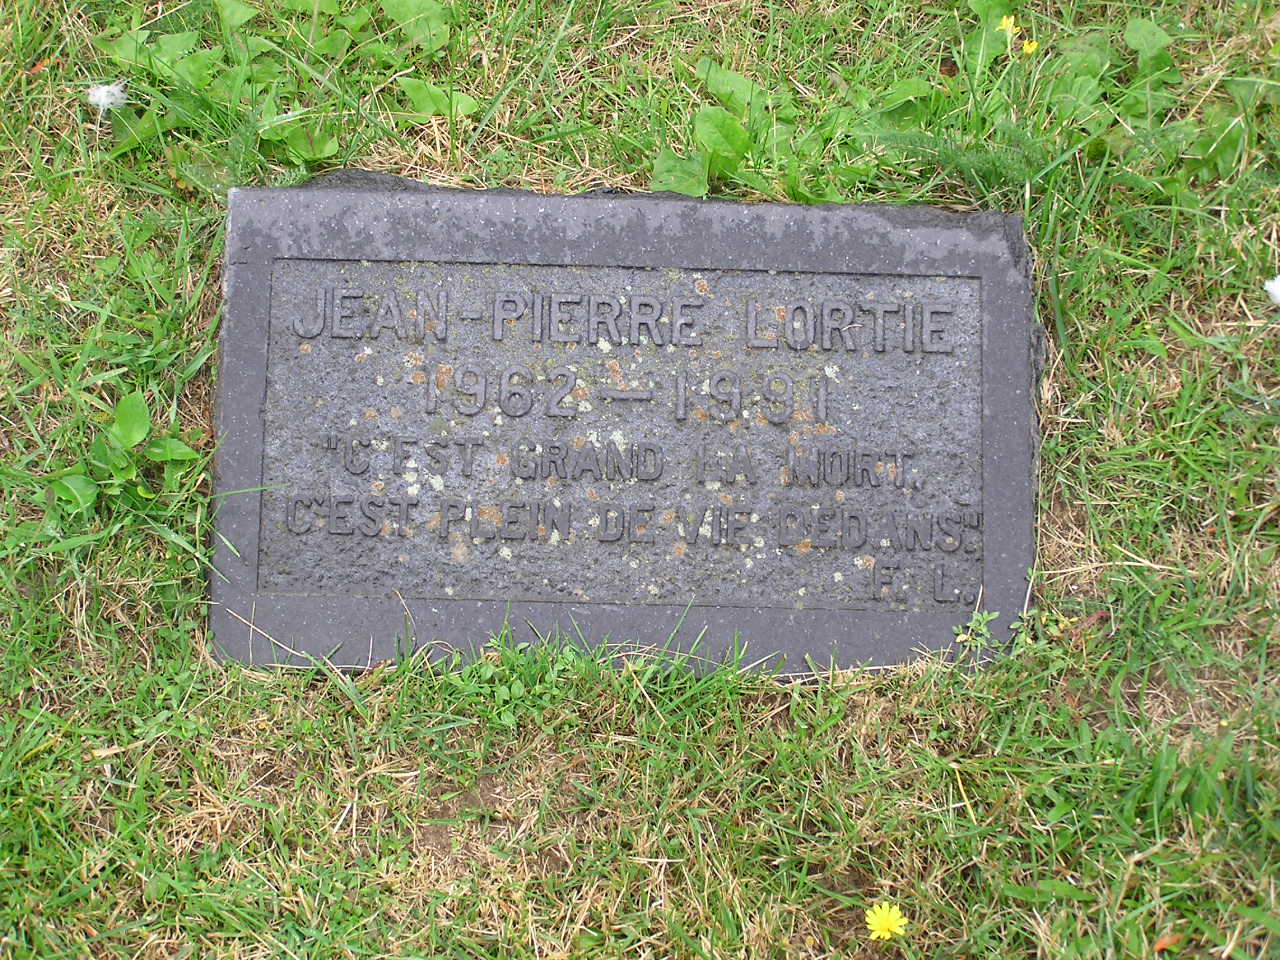 JEAN-PIERRE LORTIE
1962 — 1991
"C'EST GRAND LA MORT,
C'EST PLEIN DE VIE DEDANS."
F. L.